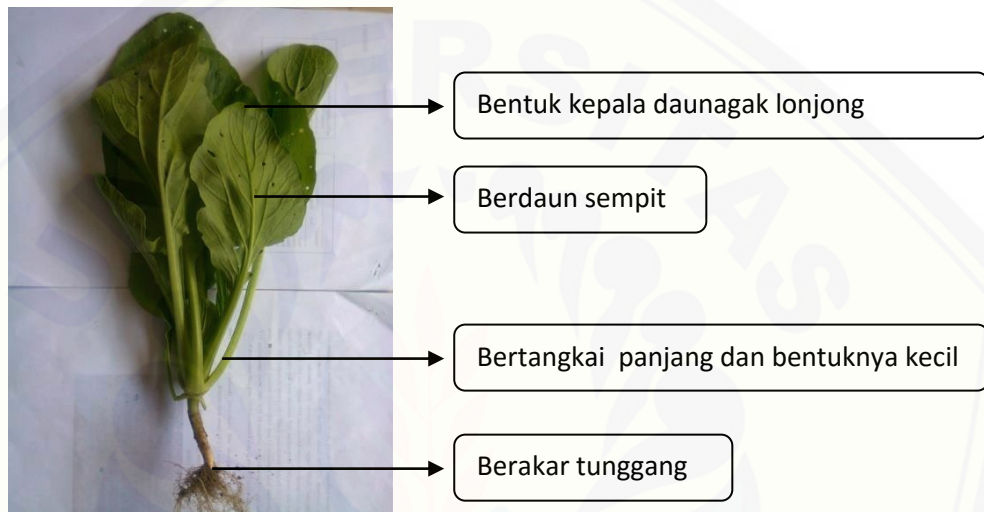 Bentuk kepala daunagak lonjong
Berdaun sempit
Bertangkai panjang dan bentuknya kecil
Berakar tunggang